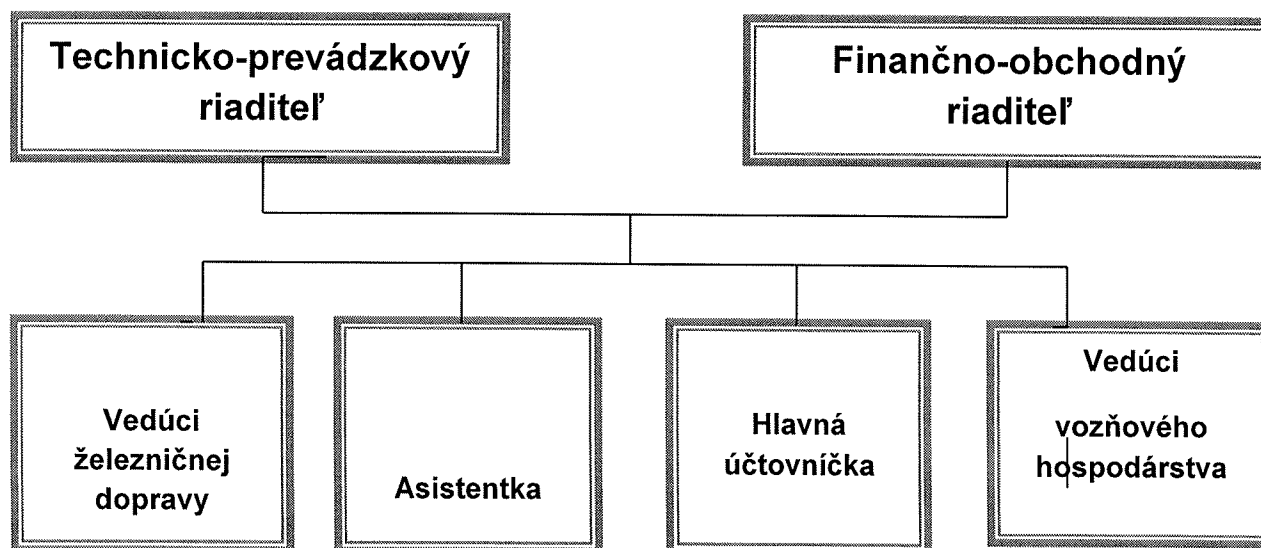 Technicko-prevádzkový
riaditeľ
Finančno-obchodný
riaditeľ
Vedúci
železničnej
dopravy
Asistentka
Hlavná
účtovníčka
Vedúci
vozňového
hospodárstva